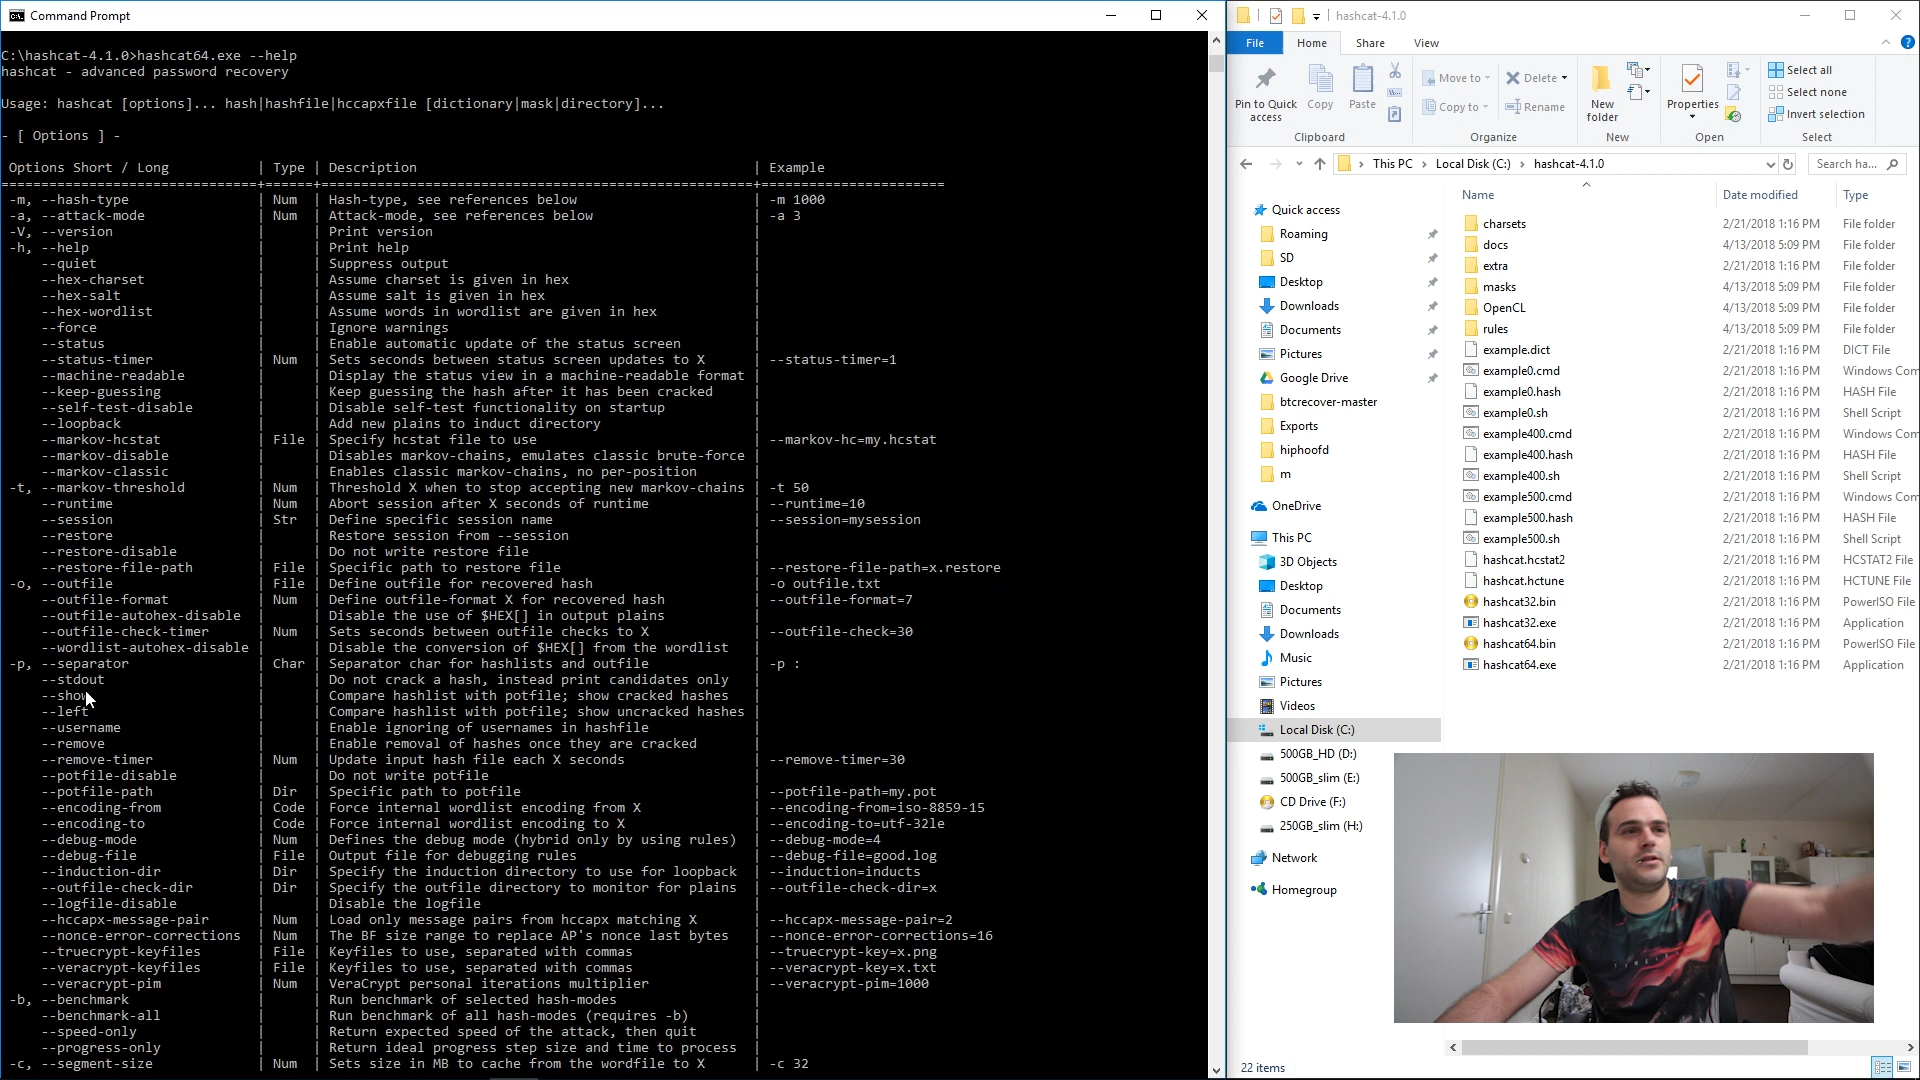 Command Prompt
C:\hashcat-4.1.0>hashcat64.exe --help
hashcat - advanced password recovery
Usage: hashcat [options]... hash|hashfile|hccapxfile [dictionary|mask|directory]...
- [ Options ] -
Options Short / Long | Type | Description | Example
================================+======+======================================================+=======================
-m, --hash-type | Num | Hash-type, see references below | -m 1000
-a, --attack-mode | Num | Attack-mode, see references below | -a 3
-V, --version | | Print version |
-h, --help | | Print help |
--quiet | | Suppress output |
--hex-charset | | Assume charset is given in hex |
--hex-salt | | Assume salt is given in hex |
--hex-wordlist | | Assume words in wordlist are given in hex |
--force | | Ignore warnings |
--status | | Enable automatic update of the status screen |
--status-timer | Num | Sets seconds between status screen updates to X | --status-timer=1
--machine-readable | | Display the status view in a machine-readable format |
--keep-guessing | | Keep guessing the hash after it has been cracked |
--self-test-disable | | Disable self-test functionality on startup |
--loopback | | Add new plains to induct directory |
--markov-hcstat | File | Specify hcstat file to use | --markov-hc=my.hcstat
--markov-disable | | Disables markov-chains, emulates classic brute-force |
--markov-classic | | Enables classic markov-chains, no per-position |
-t, --markov-threshold | Num | Threshold X when to stop accepting new markov-chains | -t 50
--runtime | Num | Abort session after X seconds of runtime | --runtime=10
--session | Str | Define specific session name | --session=mysession
--restore | | Restore session from --session |
--restore-disable | | Do not write restore file |
--restore-file-path | File | Specific path to restore file | --restore-file-path=x.restore
-o, --outfile | File | Define outfile for recovered hash | -o outfile.txt
--outfile-format | Num | Define outfile-format X for recovered hash | --outfile-format=7
--outfile-autohex-disable | | Disable the use of $HEX[] in output plains |
--outfile-check-timer | Num | Sets seconds between outfile checks to X | --outfile-check=30
--wordlist-autohex-disable | | Disable the conversion of $HEX[] from the wordlist |
-p, --separator | Char | Separator char for hashlists and outfile | -p :
--stdout | | Do not crack a hash, instead print candidates only |
--show | | Compare hashlist with potfile; show cracked hashes |
--left | | Compare hashlist with potfile; show uncracked hashes |
--username | | Enable ignoring of usernames in hashfile |
--remove | | Enable removal of hashes once they are cracked |
--remove-timer | Num | Update input hash file each X seconds | --remove-timer=30
--potfile-disable | | Do not write potfile |
--potfile-path | Dir | Specific path to potfile | --potfile-path=my.pot
--encoding-from | Code | Force internal wordlist encoding from X | --encoding-from=iso-8859-15
--encoding-to | Code | Force internal wordlist encoding to X | --encoding-to=utf-32le
--debug-mode | Num | Defines the debug mode (hybrid only by using rules) | --debug-mode=4
--debug-file | File | Output file for debugging rules | --debug-file=good.log
--induction-dir | Dir | Specify the induction directory to use for loopback | --induction=inducts
--outfile-check-dir | Dir | Specify the outfile directory to monitor for plains | --outfile-check-dir=x
--logfile-disable | | Disable the logfile |
--hccapx-message-pair | Num | Load only message pairs from hccapx matching X | --hccapx-message-pair=2
--nonce-error-corrections | Num | The BF size range to replace AP's nonce last bytes | --nonce-error-corrections=16
--truecrypt-keyfiles | File | Keyfiles to use, separated with commas | --truecrypt-key=x.png
--veracrypt-keyfiles | File | Keyfiles to use, separated with commas | --veracrypt-key=x.txt
--veracrypt-pim | Num | VeraCrypt personal iterations multiplier | --veracrypt-pim=1000
-b, --benchmark | | Run benchmark of selected hash-modes |
--benchmark-all | | Run benchmark of all hash-modes (requires -b) |
--speed-only | | Return expected speed of the attack, then quit |
--progress-only | | Return ideal progress step size and time to process |
-c, --segment-size | Num | Sets size in MB to cache from the wordfile to X | -c 32
hashcat-4.1.0
File Home Share View
Pin to Quick access
Copy
Paste
Move to
Copy to
Delete
Rename
New folder
Properties
Select all
Select none
Invert selection
Clipboard Organize New Open Select
This PC > Local Disk (C:) > hashcat-4.1.0
Search ha...
Quick access
Roaming
SD
Desktop
Downloads
Documents
Pictures
Google Drive
btcrecover-master
Exports
hiphoofd
m
OneDrive
This PC
3D Objects
Desktop
Documents
Downloads
Music
Pictures
Videos
Local Disk (C:)
500GB_HD (D:)
500GB_slim (E:)
CD Drive (F:)
250GB_slim (H:)
Network
Homegroup
Name Date modified Type
charsets 2/21/2018 1:16 PM File folder
docs 4/13/2018 5:09 PM File folder
extra 2/21/2018 1:16 PM File folder
masks 4/13/2018 5:09 PM File folder
OpenCL 4/13/2018 5:09 PM File folder
rules 4/13/2018 5:09 PM File folder
example.dict 2/21/2018 1:16 PM DICT File
example0.cmd 2/21/2018 1:16 PM Windows Com
example0.hash 2/21/2018 1:16 PM HASH File
example0.sh 2/21/2018 1:16 PM Shell Script
example400.cmd 2/21/2018 1:16 PM Windows Com
example400.hash 2/21/2018 1:16 PM HASH File
example400.sh 2/21/2018 1:16 PM Shell Script
example500.cmd 2/21/2018 1:16 PM Windows Com
example500.hash 2/21/2018 1:16 PM HASH File
example500.sh 2/21/2018 1:16 PM Shell Script
hashcat.hcstat2 2/21/2018 1:16 PM HCSTAT2 File
hashcat.hctune 2/21/2018 1:16 PM HCTUNE File
hashcat32.bin 2/21/2018 1:16 PM PowerISO File
hashcat32.exe 2/21/2018 1:16 PM Application
hashcat64.bin 2/21/2018 1:16 PM PowerISO File
hashcat64.exe 2/21/2018 1:16 PM Application
22 items